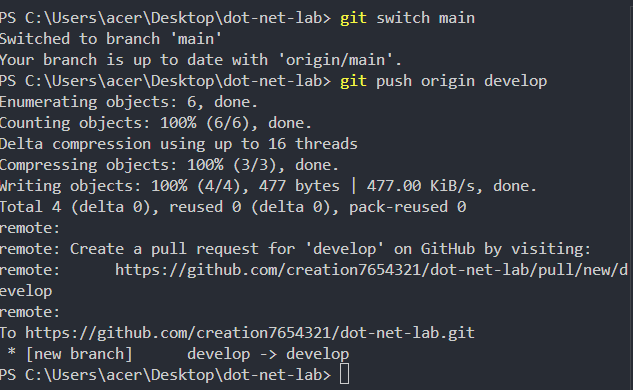 PS C:\Users\acer\Desktop\dot-net-lab> git switch main
Switched to branch 'main'
Your branch is up to date with 'origin/main'.
PS C:\Users\acer\Desktop\dot-net-lab> git push origin develop
Enumerating objects: 6, done.
Counting objects: 100% (6/6), done.
Delta compression using up to 16 threads
Compressing objects: 100% (3/3), done.
Writing objects: 100% (4/4), 477 bytes | 477.00 KiB/s, done.
Total 4 (delta 0), reused 0 (delta 0), pack-reused 0
remote:
remote: Create a pull request for 'develop' on GitHub by visiting:
remote:      https://github.com/creation7654321/dot-net-lab/pull/new/d
evelop
remote:
To https://github.com/creation7654321/dot-net-lab.git
 * [new branch]      develop -> develop
PS C:\Users\acer\Desktop\dot-net-lab>